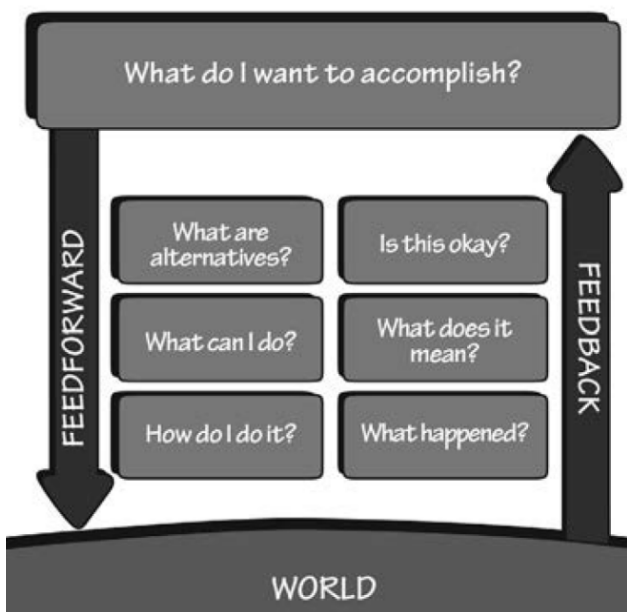 What do I want to accomplish?
FEEDFORWARD
What are
alternatives?
What can I do?
How do I do it?
Is this okay?
What does it
mean?
What happened?
FEEDBACK
WORLD